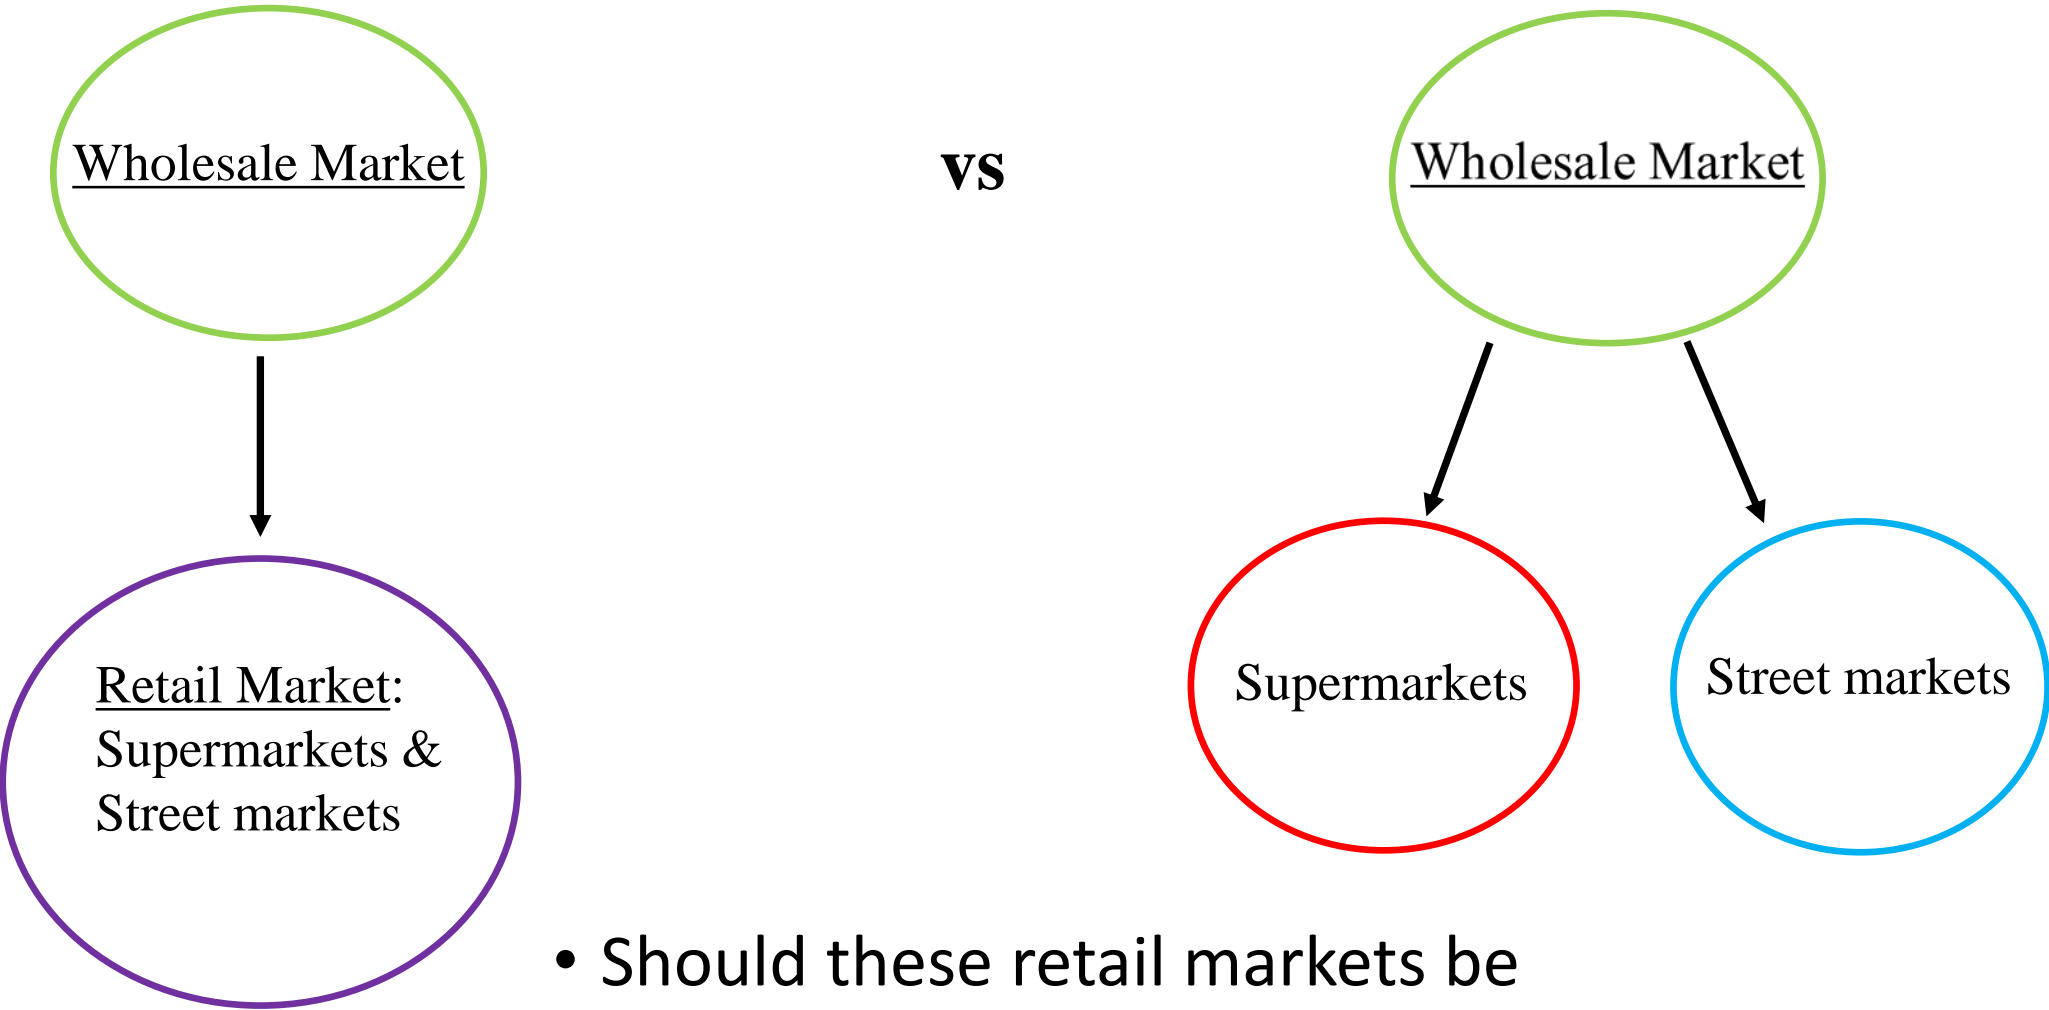 Wholesale Market
vs
Wholesale Market
Retail Market:
Supermarkets &
Street markets
Supermarkets
Street markets
• Should these retail markets be